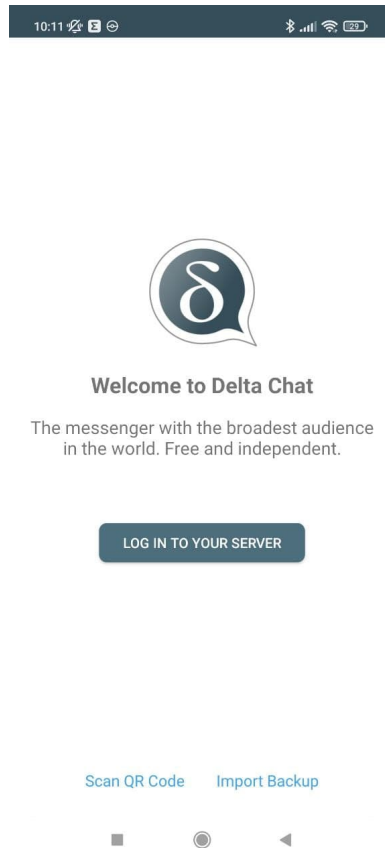 10:11
29
δ
Welcome to Delta Chat
The messenger with the broadest audience
in the world. Free and independent.
LOG IN TO YOUR SERVER
Scan QR Code Import Backup